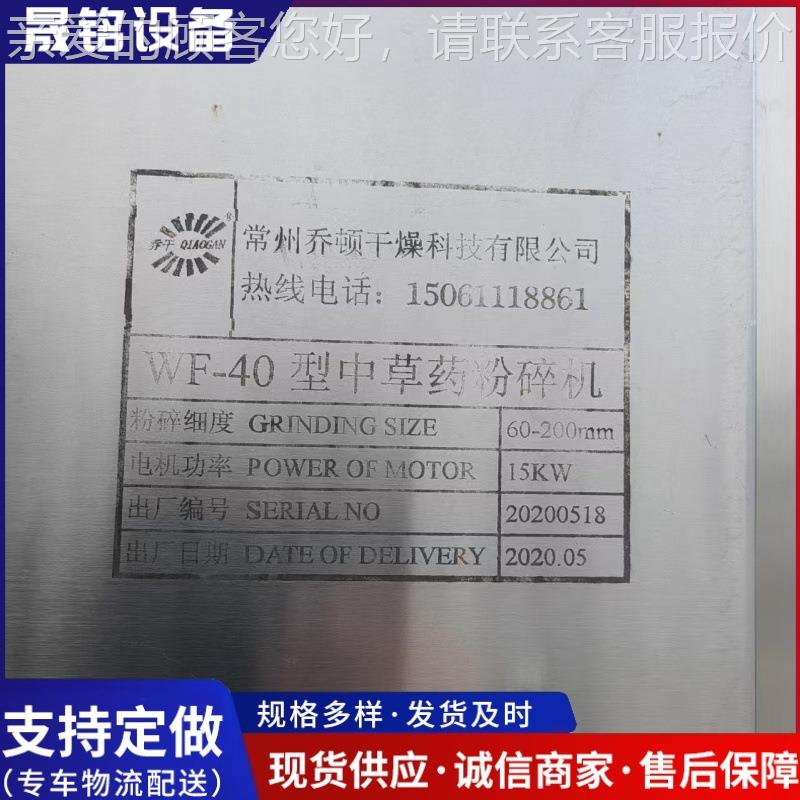 晟铭设备
亲爱的顾客您好，请联系客服报价
乔干 QIAOGAN ®
常州乔顿干燥科技有限公司
热线电话：15061118861
WF-40 型中草药粉碎机
粉碎细度 GRINDING SIZE 60-200mm
电机功率 POWER OF MOTOR 15KW
出厂编号 SERIAL NO 20200518
出厂日期 DATE OF DELIVERY 2020.05
支持定做
(专车物流配送)
规格多样·发货及时
现货供应·诚信商家·售后保障